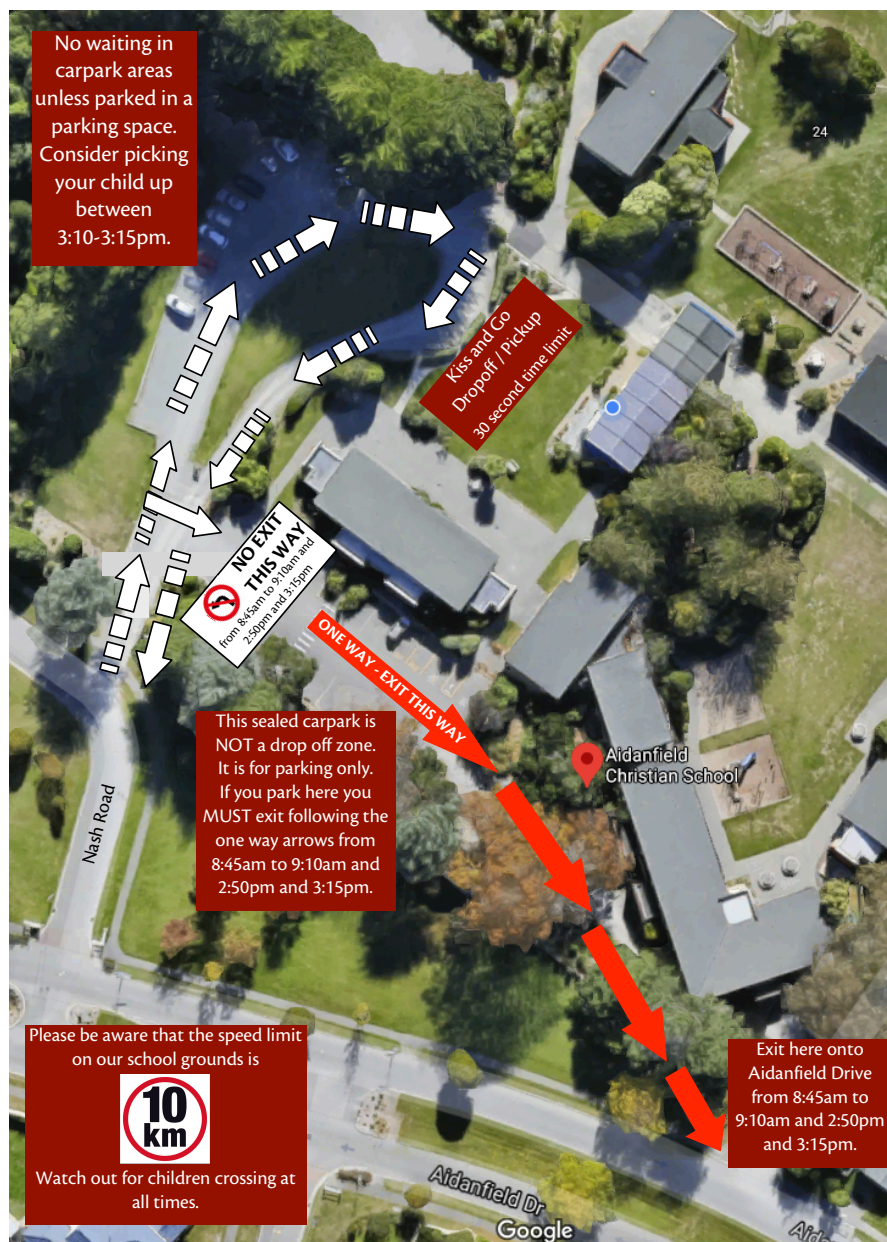 No waiting in
carpark areas
unless parked in a
parking space.
Consider picking
your child up
between
3:10-3:15pm.
24
Kiss and Go
Dropoff / Pickup
30 second time limit
NO EXIT
THIS WAY
from 8:45am to 9:10am and
2:50pm and 3:15pm
ONE WAY - EXIT THIS WAY
This sealed carpark is
NOT a drop off zone.
It is for parking only.
If you park here you
MUST exit following the
one way arrows from
8:45am to 9:10am and
2:50pm and 3:15pm.
Aidanfield
Christian School
Nash Road
Please be aware that the speed limit
on our school grounds is
10
km
Watch out for children crossing at
all times.
Exit here onto
Aidanfield Drive
from 8:45am to
9:10am and 2:50pm
and 3:15pm.
Aidanfield Dr
Google